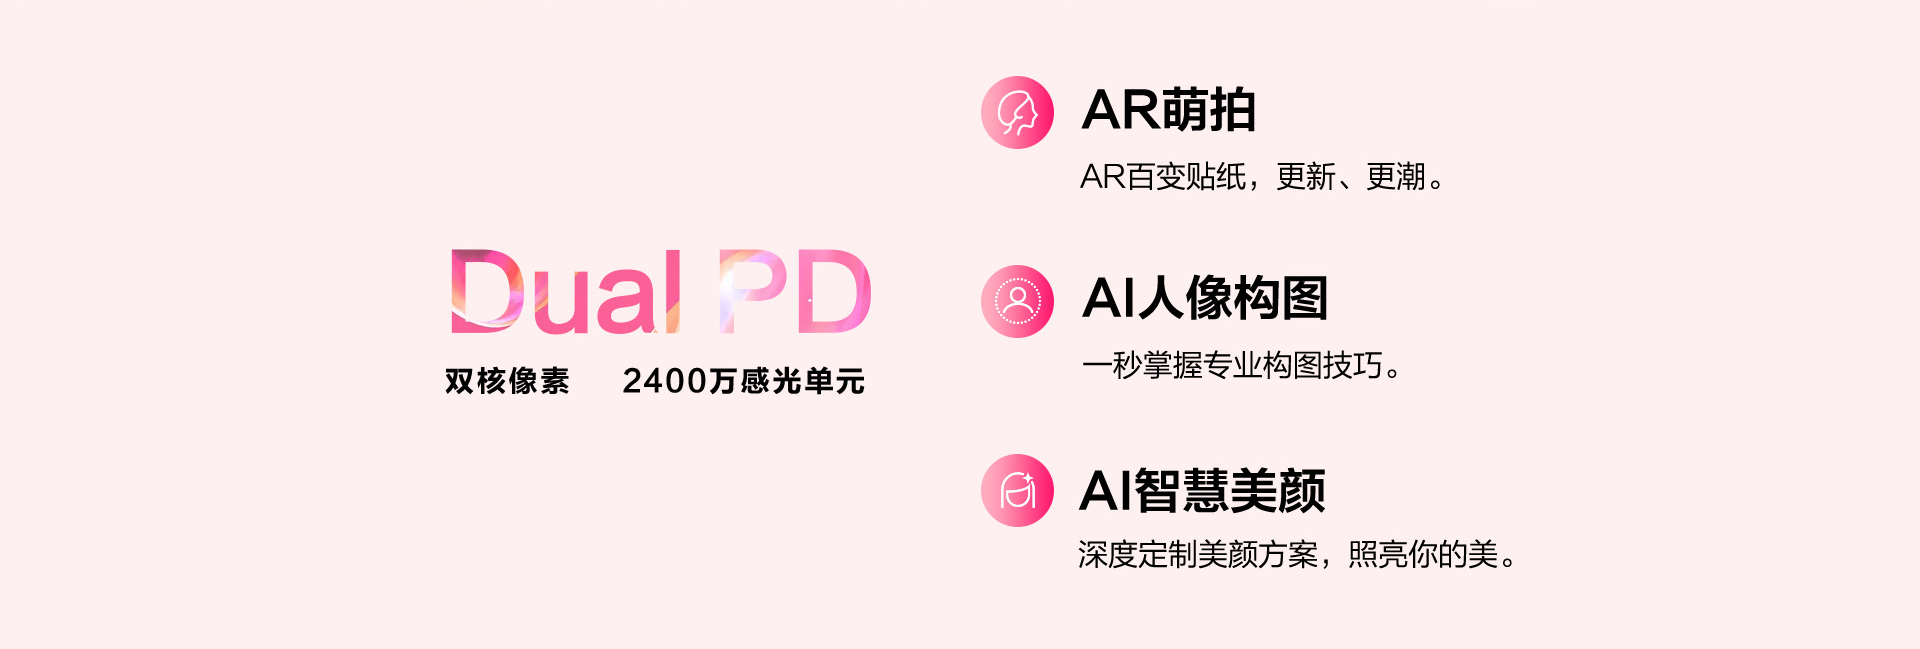 Dual PD
双核像素 2400万感光单元
AR萌拍
AR百变贴纸，更新、更潮。
AI人像构图
一秒掌握专业构图技巧。
AI智慧美颜
深度定制美颜方案，照亮你的美。